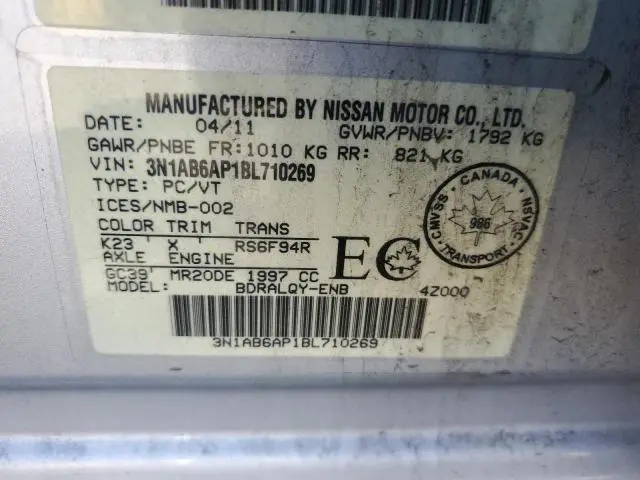 MANUFACTURED BY NISSAN MOTOR CO., LTD.
DATE: 04/11 GVWR/PNBV: 1792 KG
GAWR/PNBE FR: 1010 KG RR: 821 KG
VIN: 3N1AB6AP1BL710269
TYPE: PC/VT
ICES/NMB-002
COLOR TRIM TRANS
K23 ' X ' RS6F94R
AXLE ENGINE
GC39' MR20DE 1997 CC
MODEL: BDRALQY-ENB 4Z000
3N1AB6AP1BL710269
EC
CANADA
CMVSS NSVAC
996
TRANSPORT